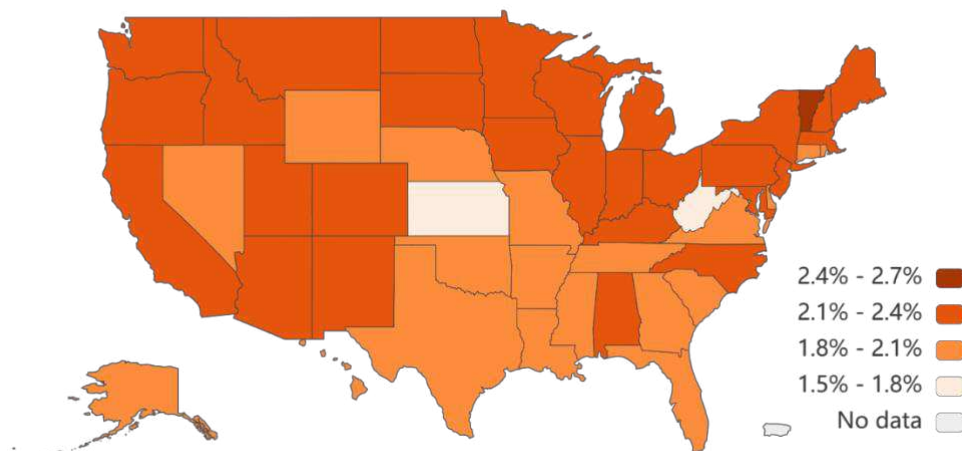 2.4% - 2.7%
2.1% - 2.4%
1.8% - 2.1%
1.5% - 1.8%
No data